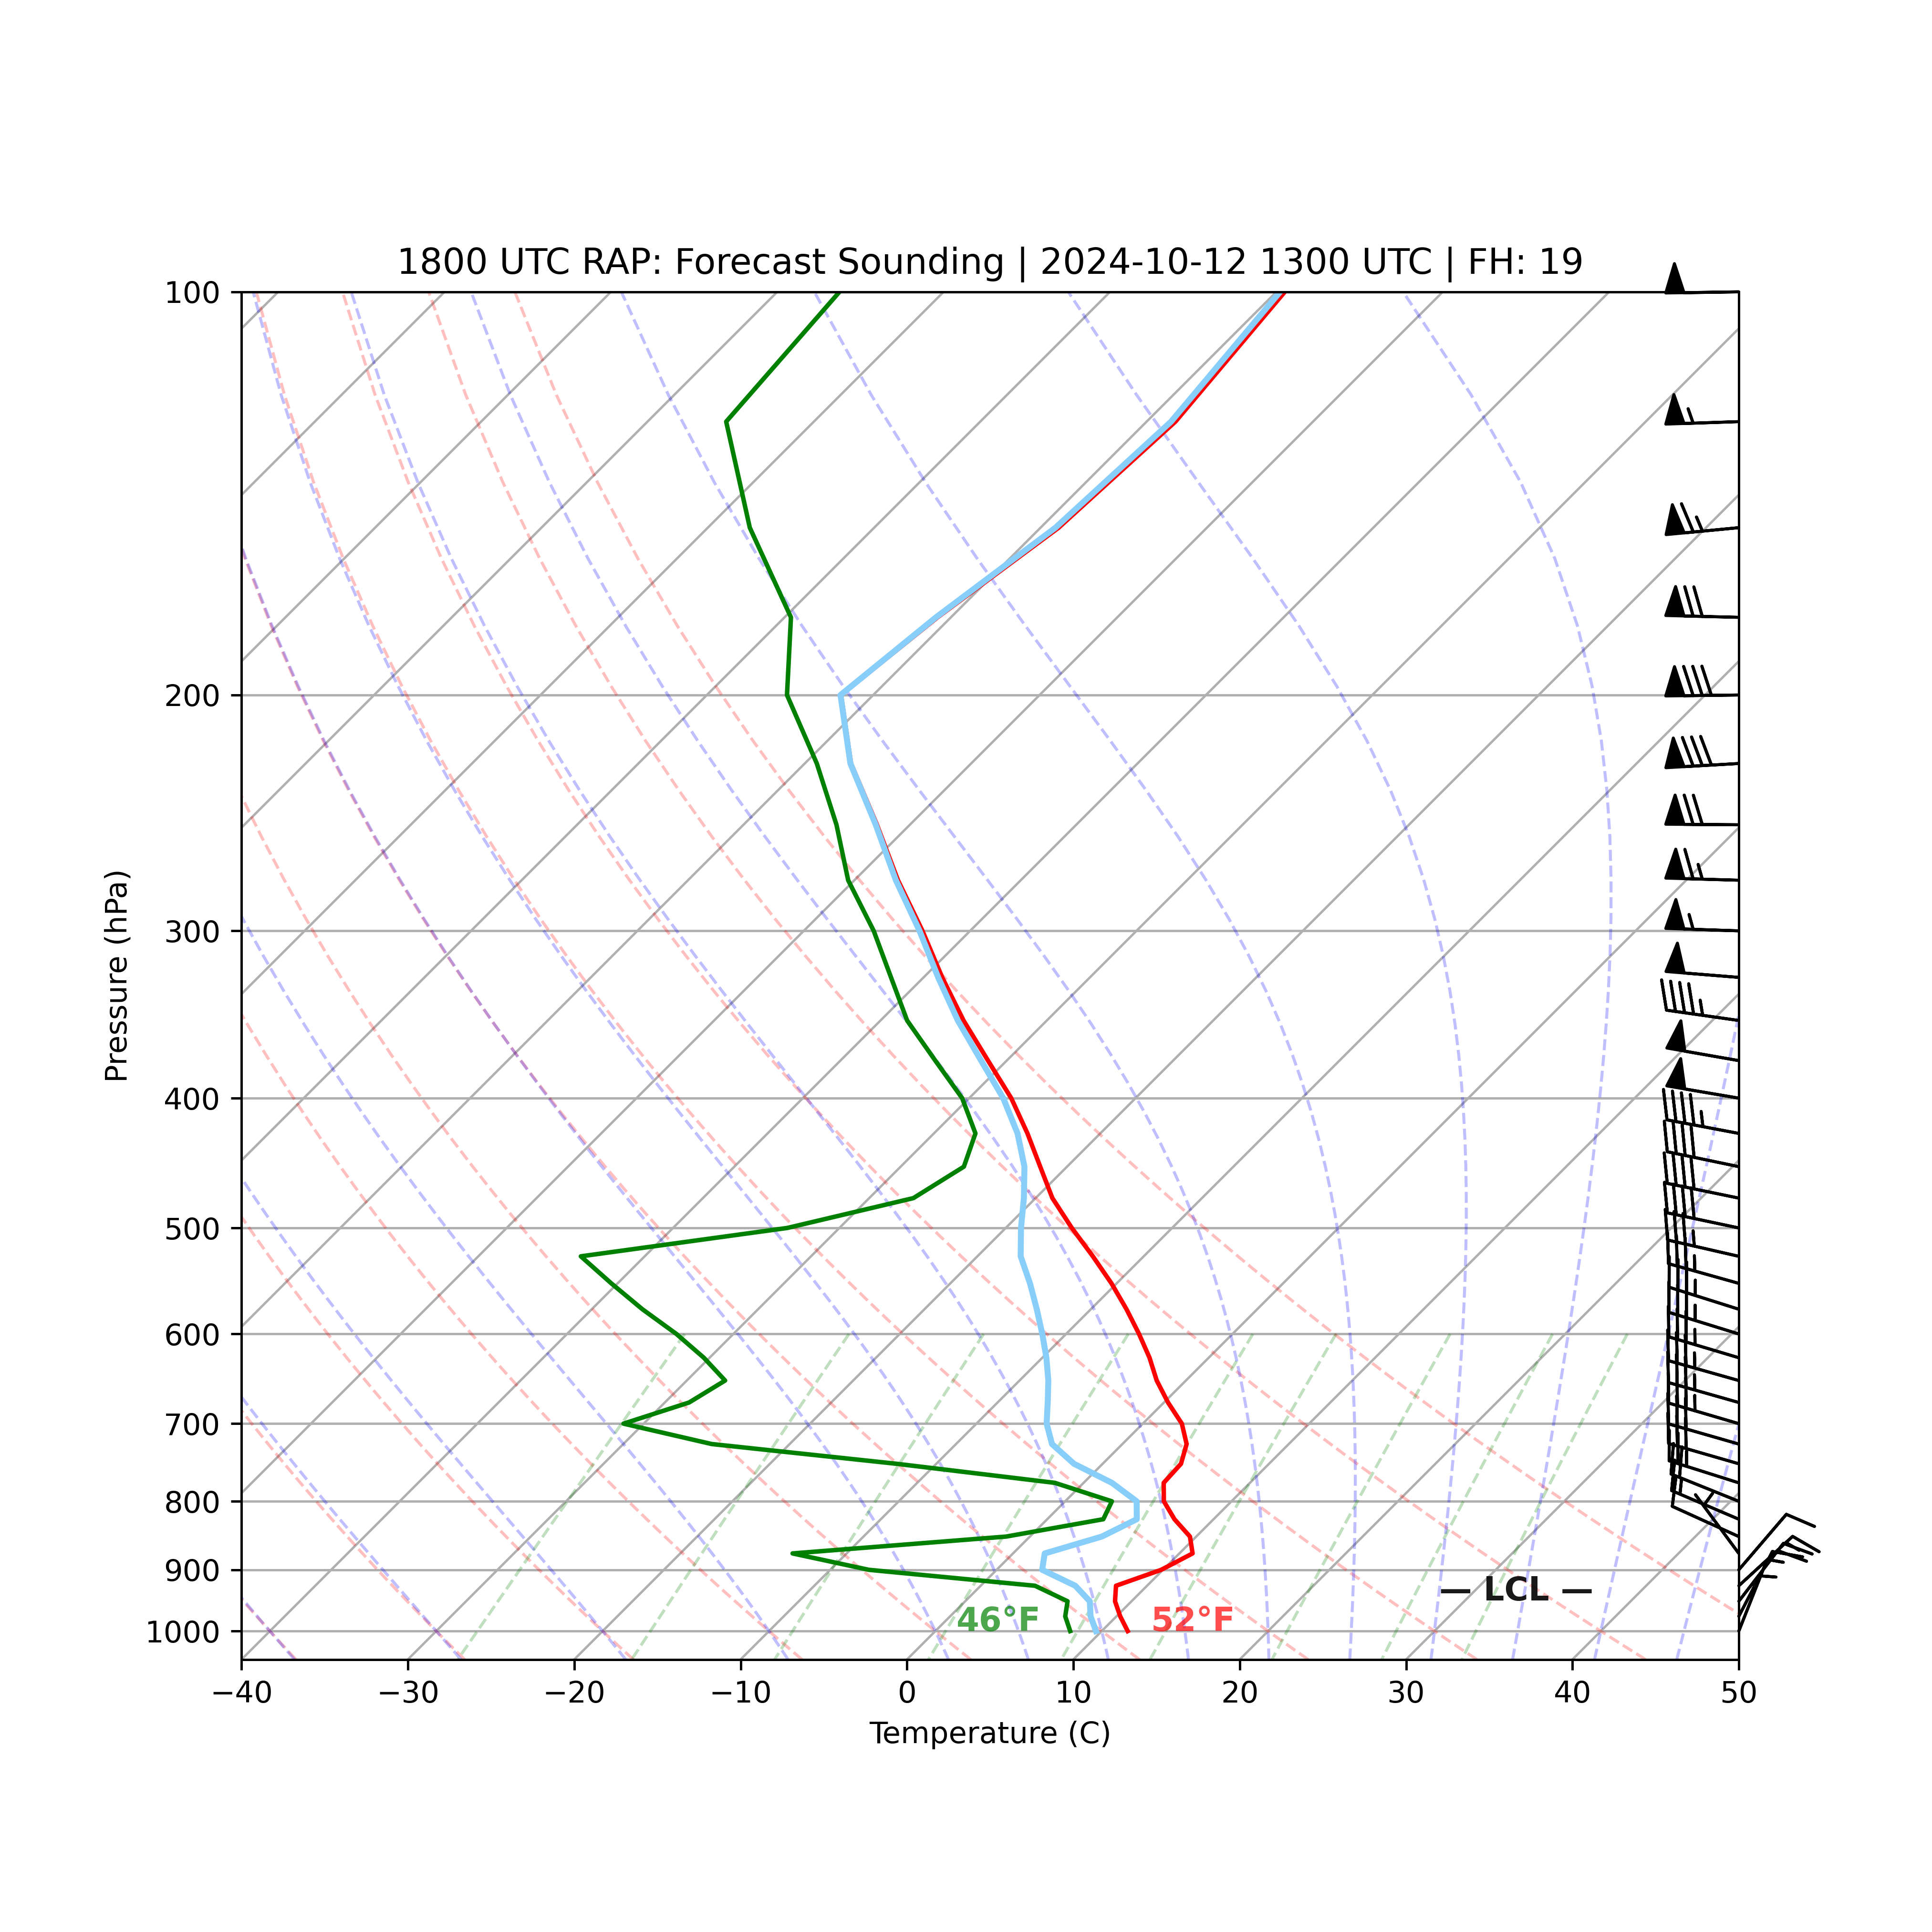 1800 UTC RAP: Forecast Sounding | 2024-10-12 1300 UTC | FH: 19
100
200
300
400
500
600
700
800
900
1000
Pressure (hPa)
— LCL —
46°F
52°F
−40 −30 −20 −10 0 10 20 30 40 50
Temperature (C)